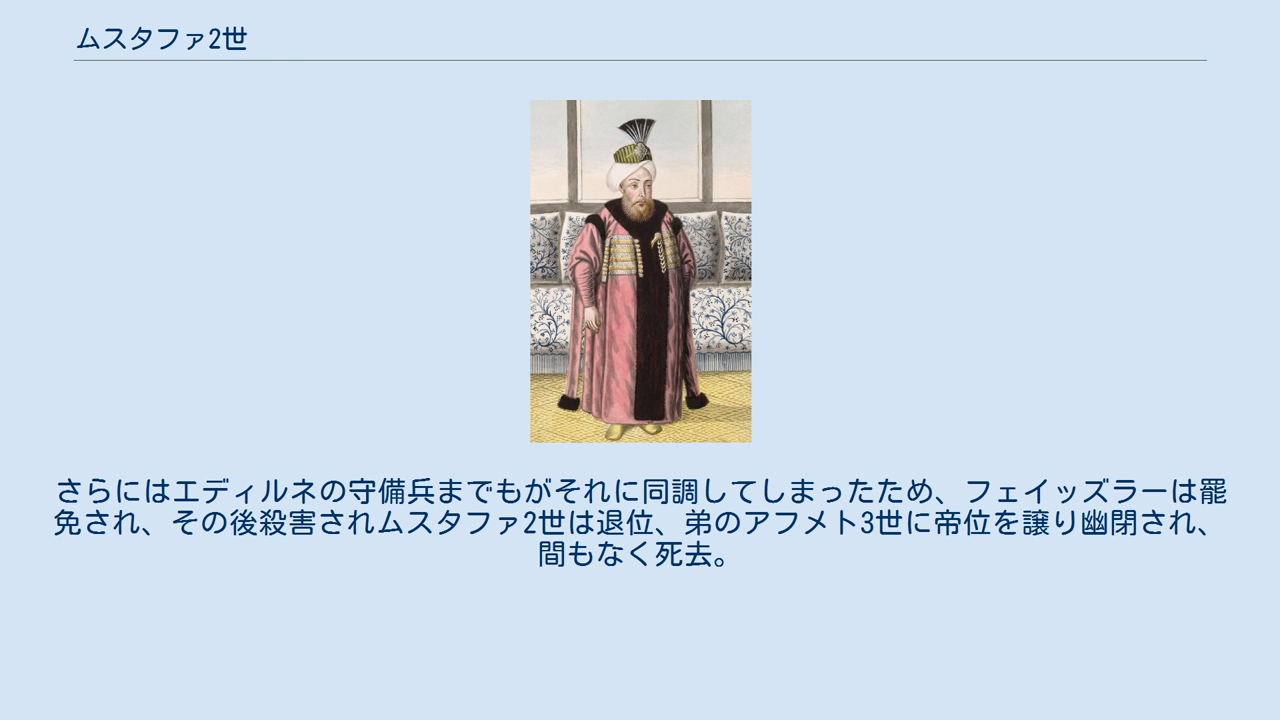 ムスタファ2世
さらにはエディルネの守備兵までもがそれに同調してしまったため、フェイッズラーは罷
免され、その後殺害されムスタファ2世は退位、弟のアフメト3世に帝位を譲り幽閉され、
間もなく死去。